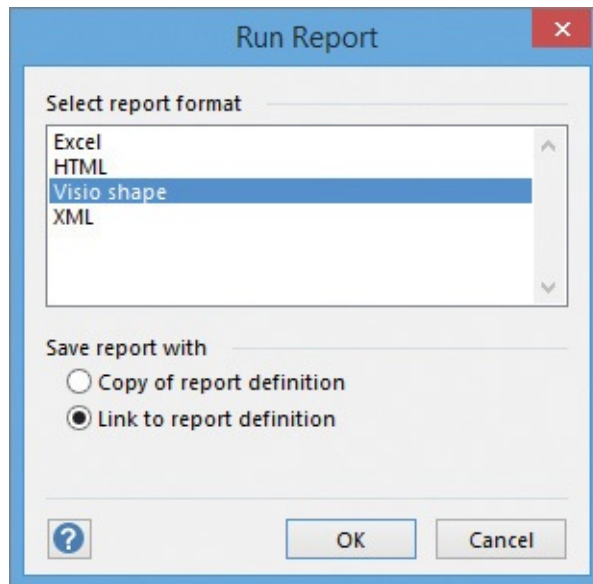 Run Report
Select report format
Excel
HTML
Visio shape
XML
Save report with
Copy of report definition
Link to report definition
?
OK
Cancel